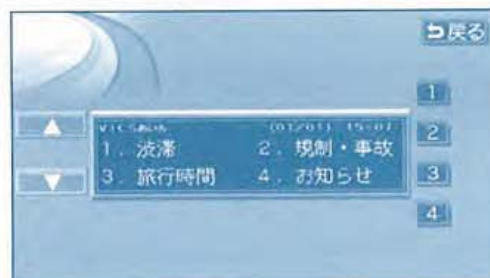 戻る
VICSあいち (01/01) 15:07
1. 渋滞 2. 規制・事故
3. 旅行時間 4. お知らせ
1
2
3
4